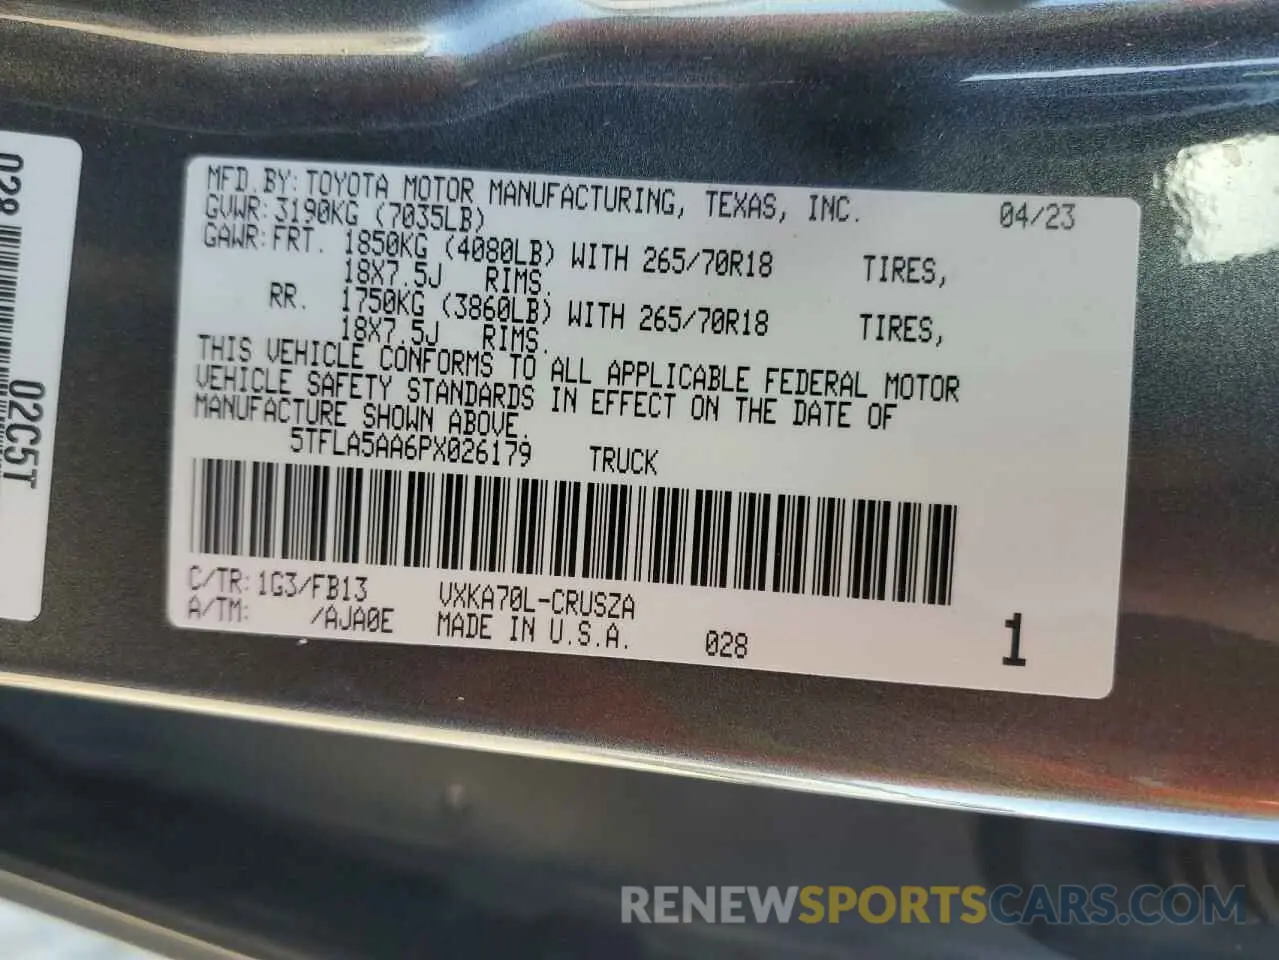 MFD.BY: TOYOTA MOTOR MANUFACTURING, TEXAS, INC. 04/23
GVWR: 3190KG (7035LB)
GAWR: FRT. 1850KG (4080LB) WITH 265/70R18 TIRES,
18X7.5J RIMS.
RR. 1750KG (3860LB) WITH 265/70R18 TIRES,
18X7.5J RIMS.
THIS VEHICLE CONFORMS TO ALL APPLICABLE FEDERAL MOTOR
VEHICLE SAFETY STANDARDS IN EFFECT ON THE DATE OF
MANUFACTURE SHOWN ABOVE.
5TFLA5AA6PX026179 TRUCK
C/TR: 1G3/FB13 VXKA70L-CRUSZA
A/TM: /AJA0E MADE IN U.S.A. 028 1
028
02C5T
RENEWSPORTSCARS.COM